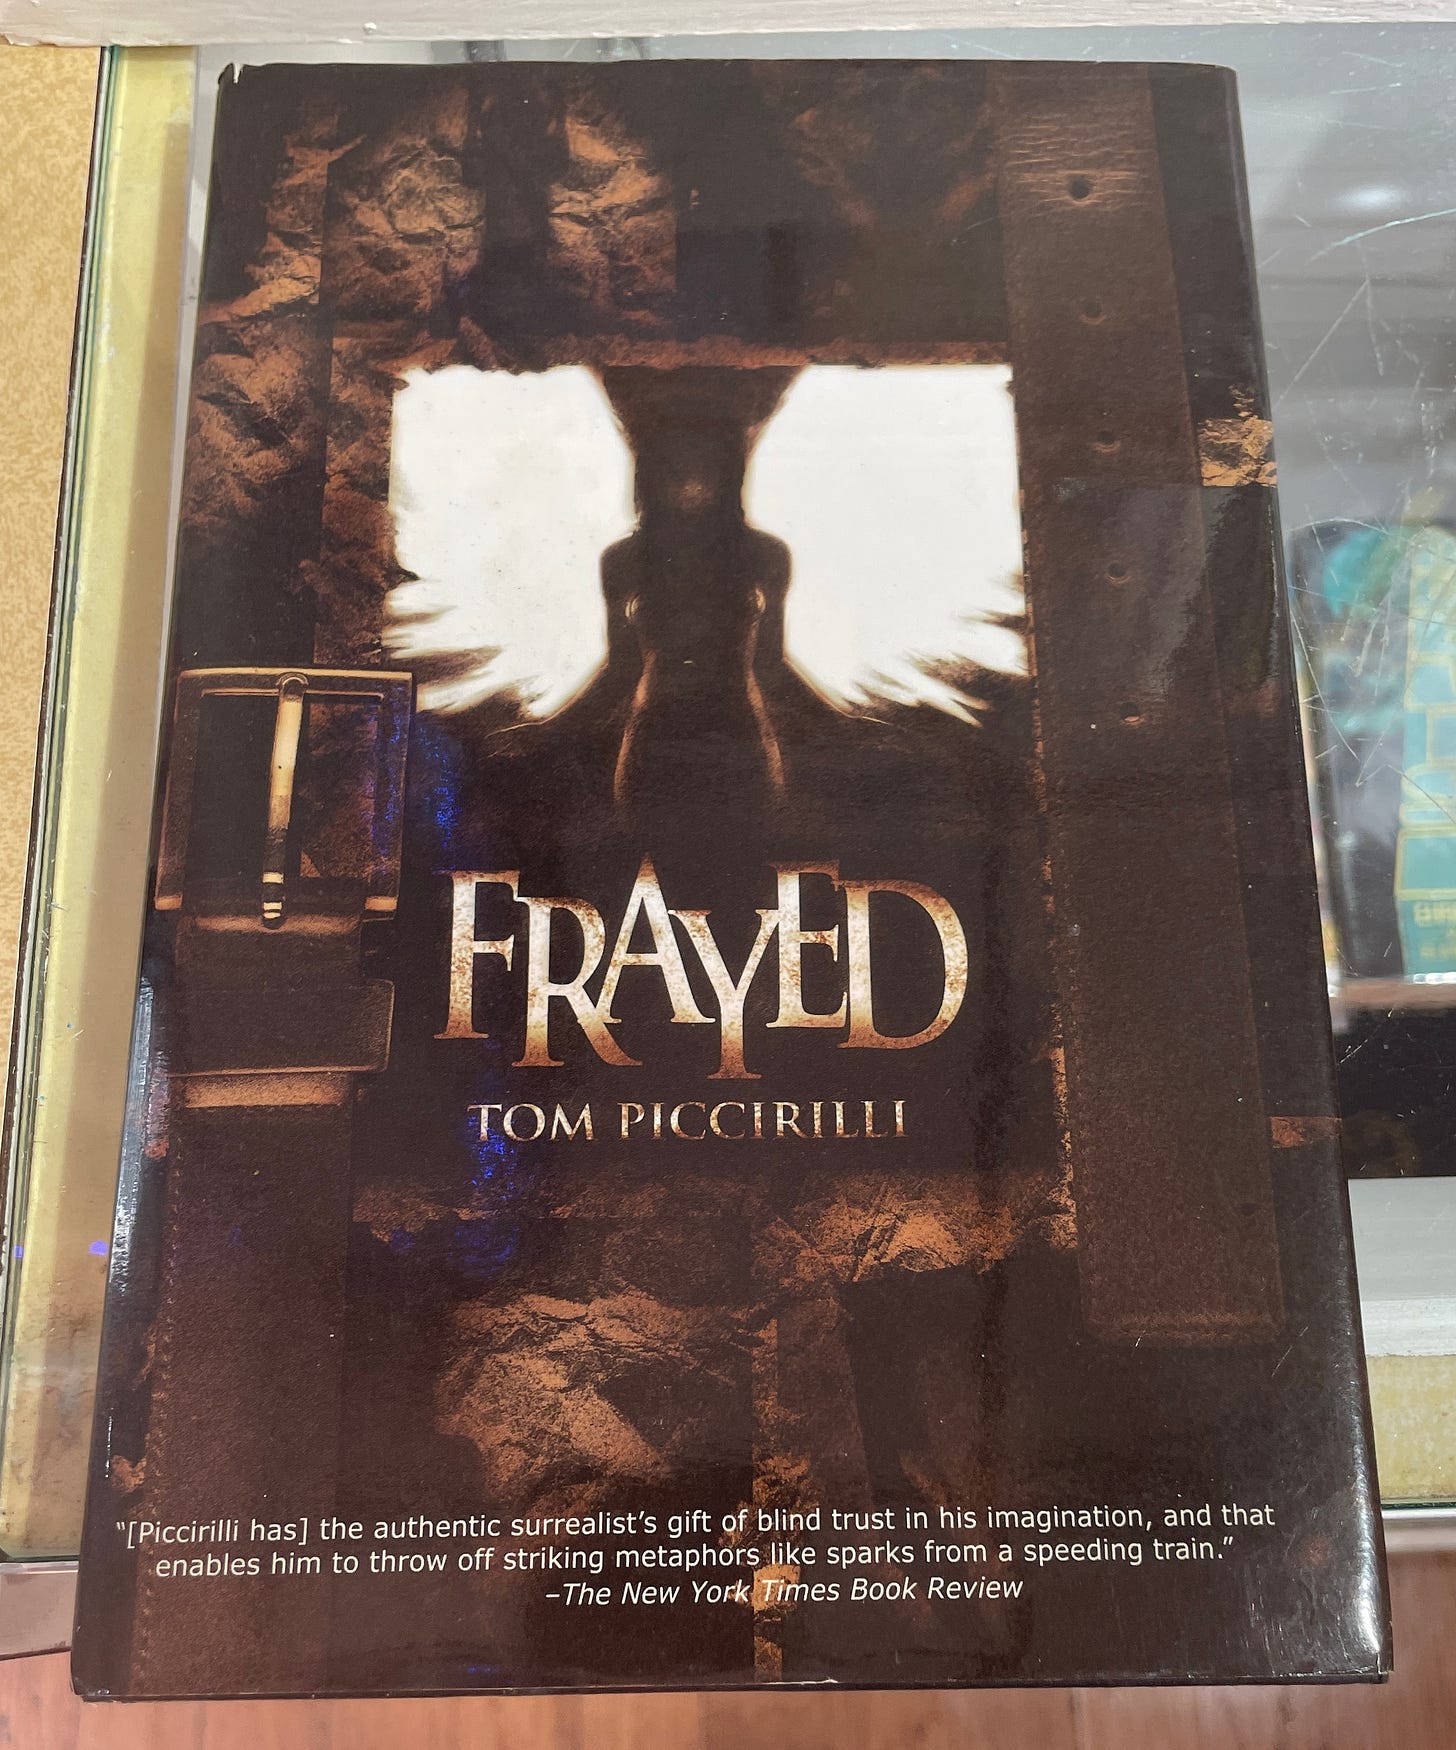 FRAYED
TOM PICCIRILLI
"[Piccirilli has] the authentic surrealist's gift of blind trust in his imagination, and that
enables him to throw off striking metaphors like sparks from a speeding train."
–The New York Times Book Review